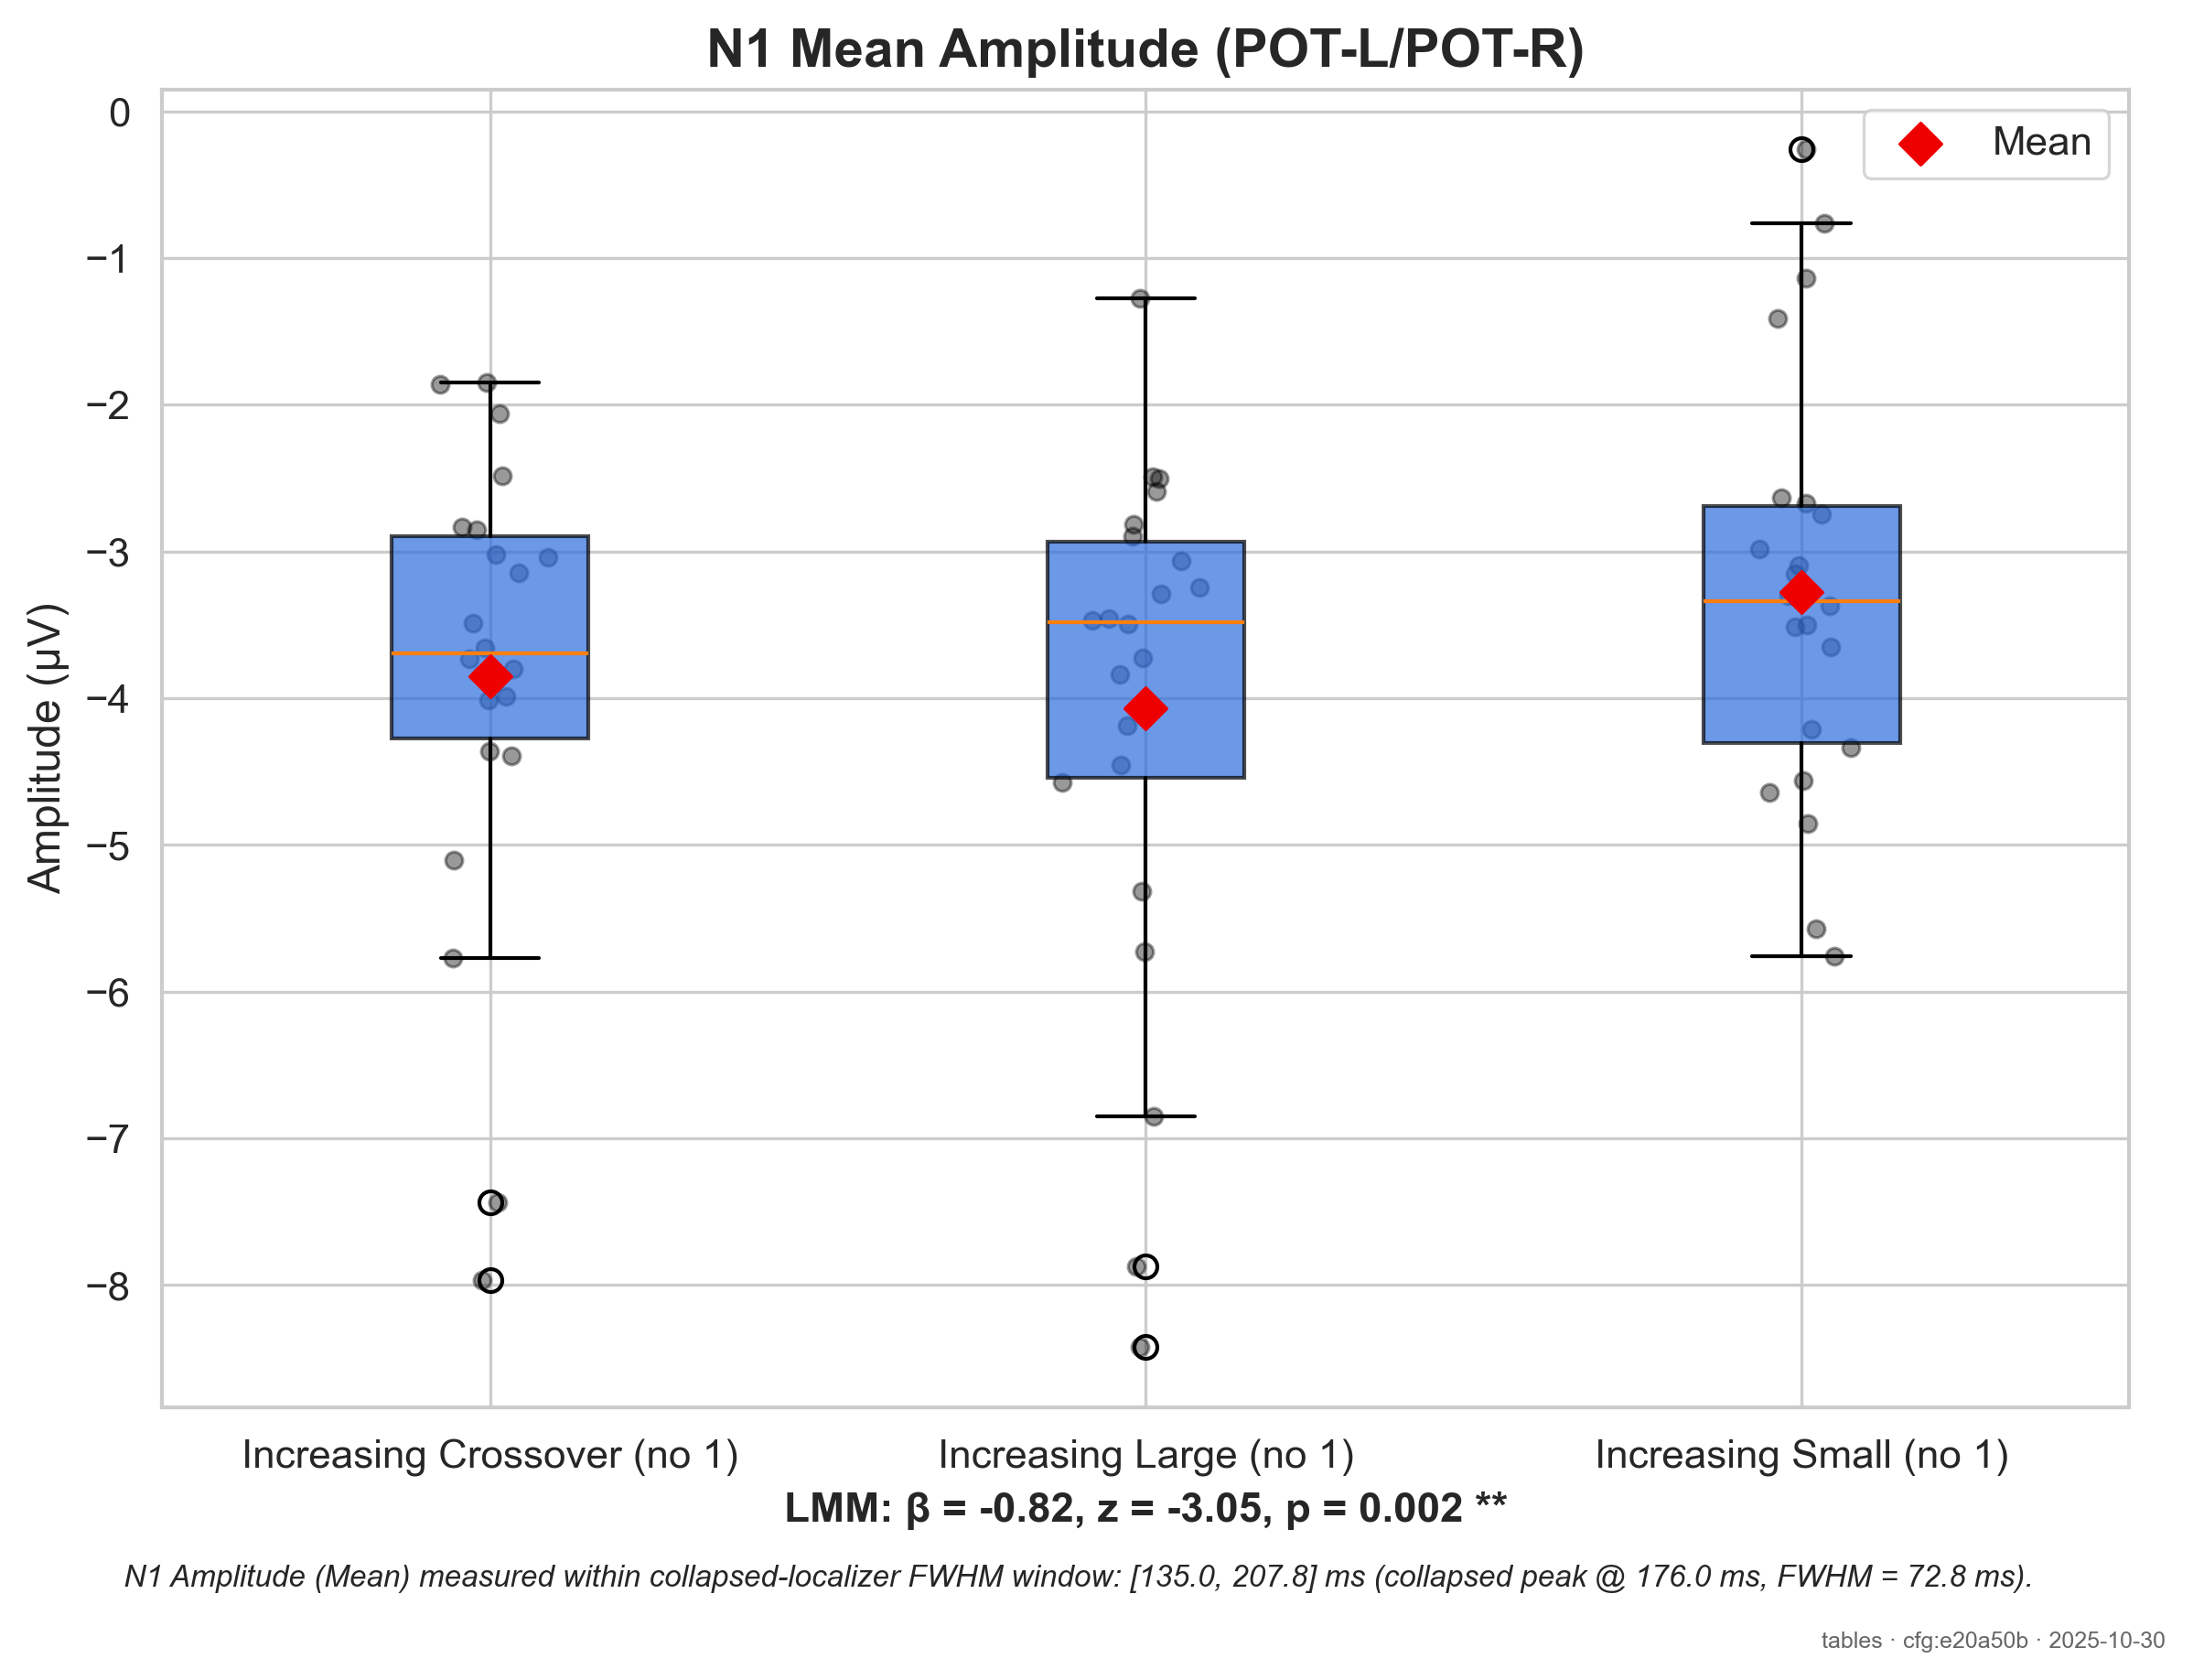 N1 Mean Amplitude (POT-L/POT-R)
Mean
Amplitude (µV)
0
−1
−2
−3
−4
−5
−6
−7
−8
Increasing Crossover (no 1)
Increasing Large (no 1)
Increasing Small (no 1)
LMM: β = -0.82, z = -3.05, p = 0.002 **
N1 Amplitude (Mean) measured within collapsed-localizer FWHM window: [135.0, 207.8] ms (collapsed peak @ 176.0 ms, FWHM = 72.8 ms).
tables · cfg:e20a50b · 2025-10-30